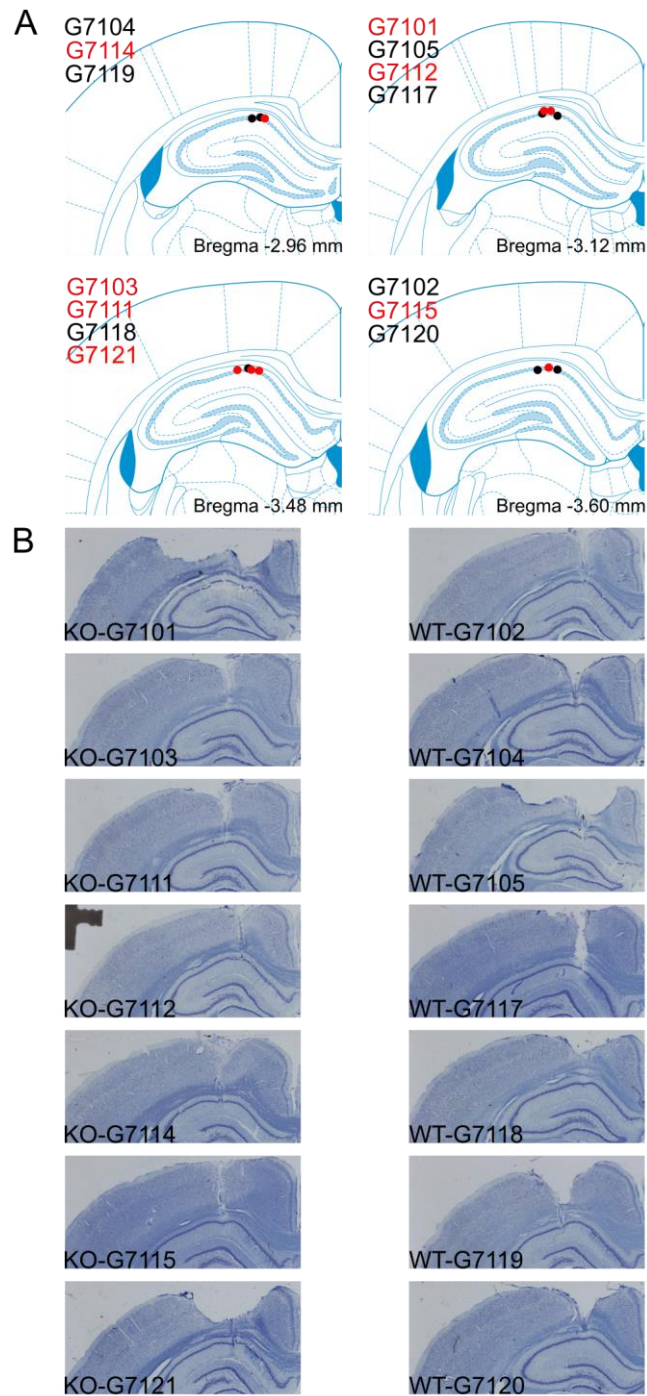 A
G7104
G7114
G7119
Bregma -2.96 mm
G7101
G7105
G7112
G7117
Bregma -3.12 mm
G7103
G7111
G7118
G7121
Bregma -3.48 mm
G7102
G7115
G7120
Bregma -3.60 mm
B
KO-G7101
WT-G7102
KO-G7103
WT-G7104
KO-G7111
WT-G7105
KO-G7112
WT-G7117
KO-G7114
WT-G7118
KO-G7115
WT-G7119
KO-G7121
WT-G7120